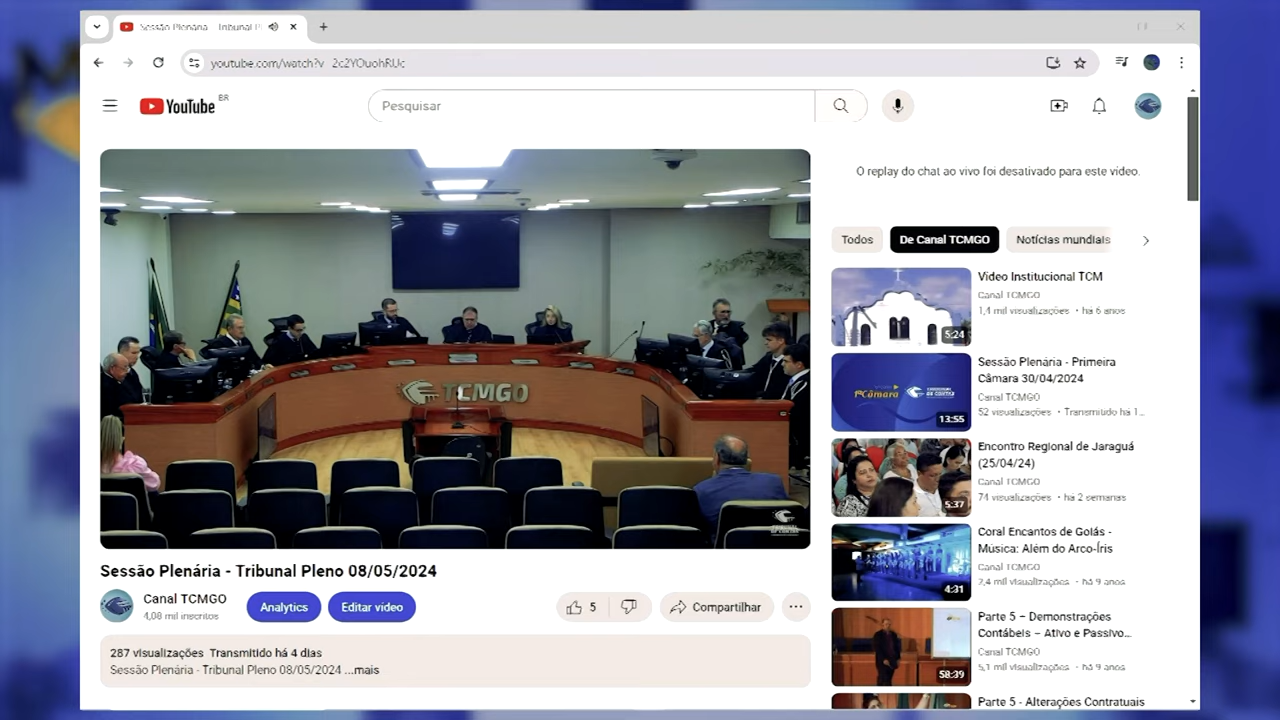 Sessão Plenária - Tribunal P
youtube.com/watch?v
YouTube BR
Pesquisar
TCMGO
TRIBUNAL
DE CONTAS
Sessão Plenária - Tribunal Pleno 08/05/2024
Canal TCMGO
4,08 mil inscritos
Analytics
Editar vídeo
5
Compartilhar
287 visualizações Transmitido há 4 dias
Sessão Plenária - Tribunal Pleno 08/05/2024 ...mais
O replay do chat ao vivo foi desativado para este vídeo.
Todos
De Canal TCMGO
Notícias mundiais
Video Institucional TCM
Canal TCMGO
1,4 mil visualizações • há 6 anos
5:24
Sessão Plenária - Primeira
Câmara 30/04/2024
Canal TCMGO
52 visualizações • Transmitido há 1...
1ªCâmara
13:55
Encontro Regional de Jaraguá
(25/04/24)
Canal TCMGO
74 visualizações • há 2 semanas
5:37
Coral Encantos de Goiás -
Música: Além do Arco-Íris
Canal TCMGO
2,4 mil visualizações • há 9 anos
4:31
Parte 5 – Demonstrações
Contábeis – Ativo e Passivo...
Canal TCMGO
5,1 mil visualizações • há 9 anos
58:39
Parte 5 - Alterações Contratuais